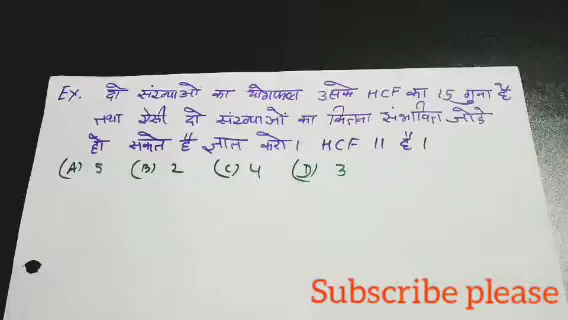 Ex. दो संख्याओं का योगफल उसके HCF का 15 गुना है
तथा ऐसी दो संख्याओं का कितना संभावित जोड़े
हो सकते है ज्ञात करो। HCF 11 है।
(A) 5 (B) 2 (C) 4 (D) 3
Subscribe please